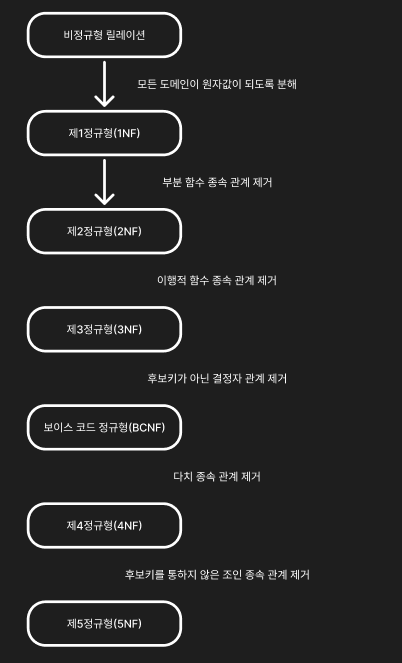 비정규형 릴레이션
모든 도메인이 원자값이 되도록 분해
제1정규형(1NF)
부분 함수 종속 관계 제거
제2정규형(2NF)
이행적 함수 종속 관계 제거
제3정규형(3NF)
후보키가 아닌 결정자 관계 제거
보이스 코드 정규형(BCNF)
다치 종속 관계 제거
제4정규형(4NF)
후보키를 통하지 않은 조인 종속 관계 제거
제5정규형(5NF)